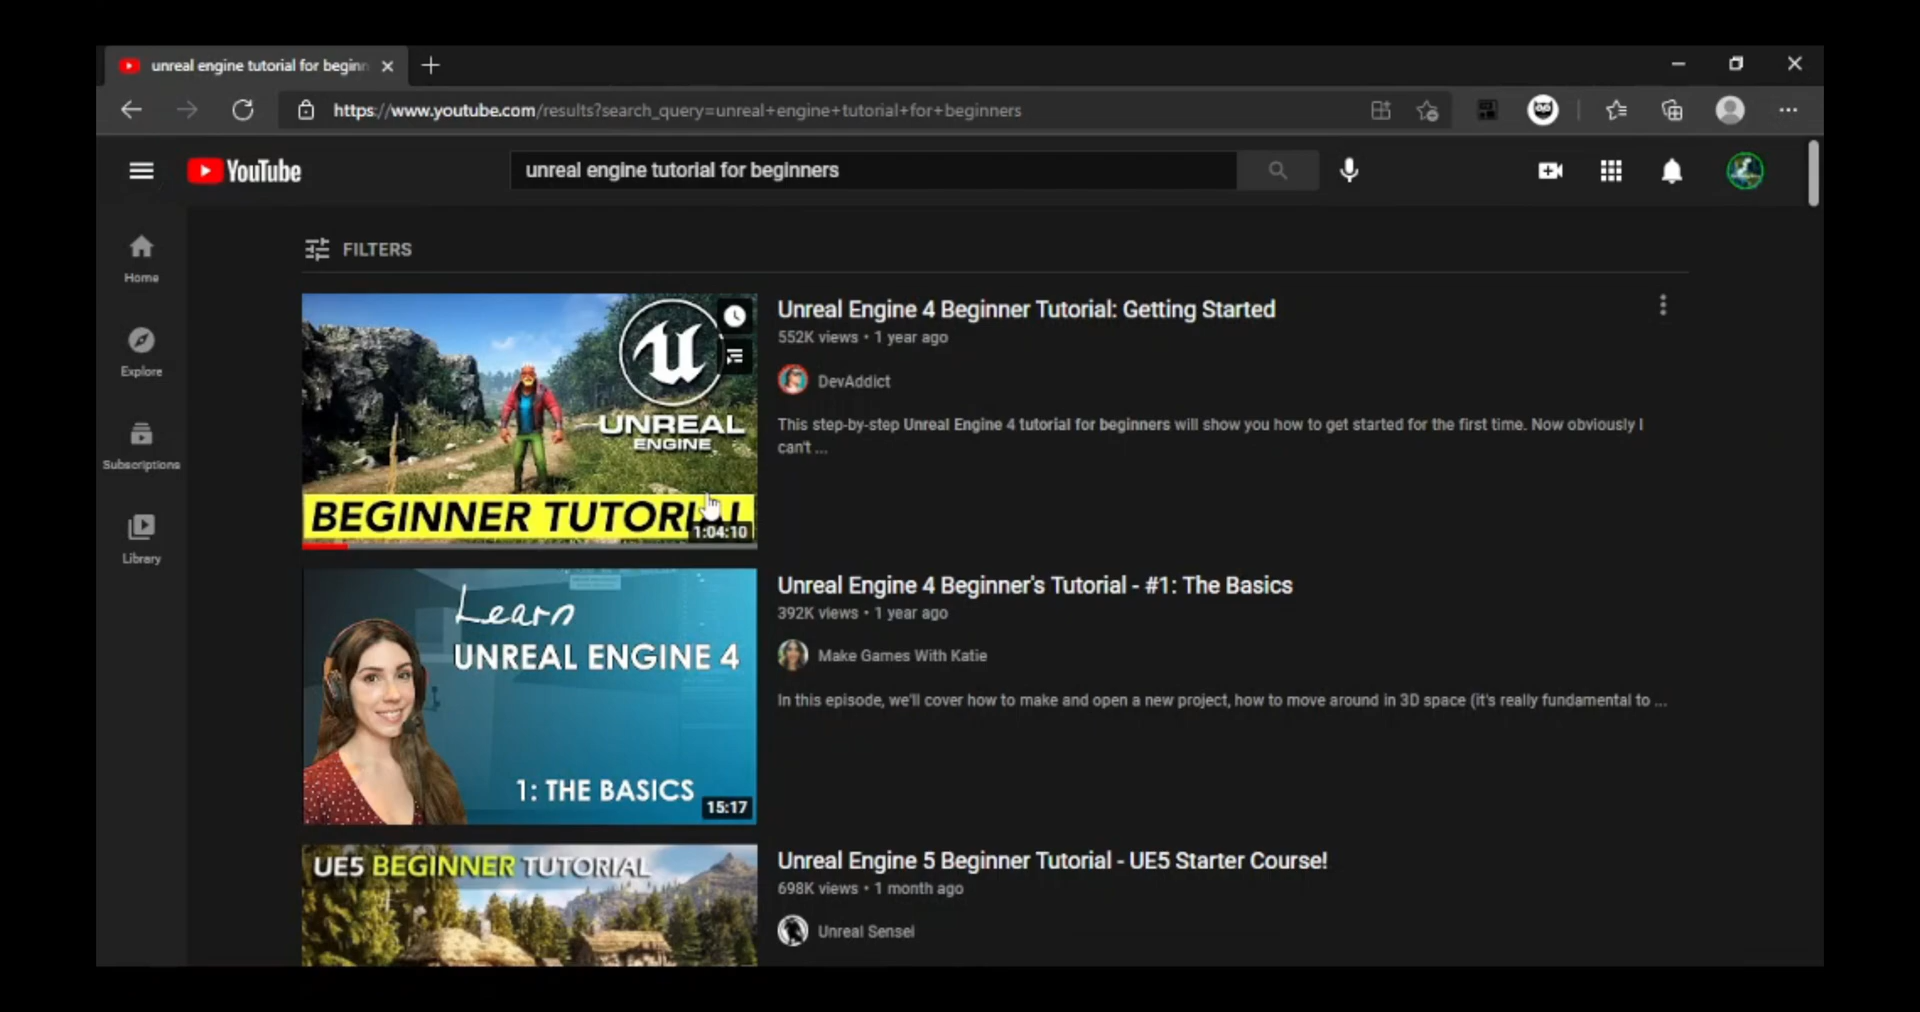 unreal engine tutorial for beginn
https://www.youtube.com/results?search_query=unreal+engine+tutorial+for+beginners
YouTube
unreal engine tutorial for beginners
Home
Explore
Subscriptions
Library
FILTERS
UNREAL
ENGINE
BEGINNER TUTORIAL
1:04:10
Unreal Engine 4 Beginner Tutorial: Getting Started
552K views • 1 year ago
DevAddict
This step-by-step Unreal Engine 4 tutorial for beginners will show you how to get started for the first time. Now obviously I
can't ...
Learn
UNREAL ENGINE 4
1: THE BASICS
15:17
Unreal Engine 4 Beginner's Tutorial - #1: The Basics
392K views • 1 year ago
Make Games With Katie
In this episode, we'll cover how to make and open a new project, how to move around in 3D space (it's really fundamental to ...
UE5 BEGINNER TUTORIAL
Unreal Engine 5 Beginner Tutorial - UE5 Starter Course!
698K views • 1 month ago
Unreal Sensei